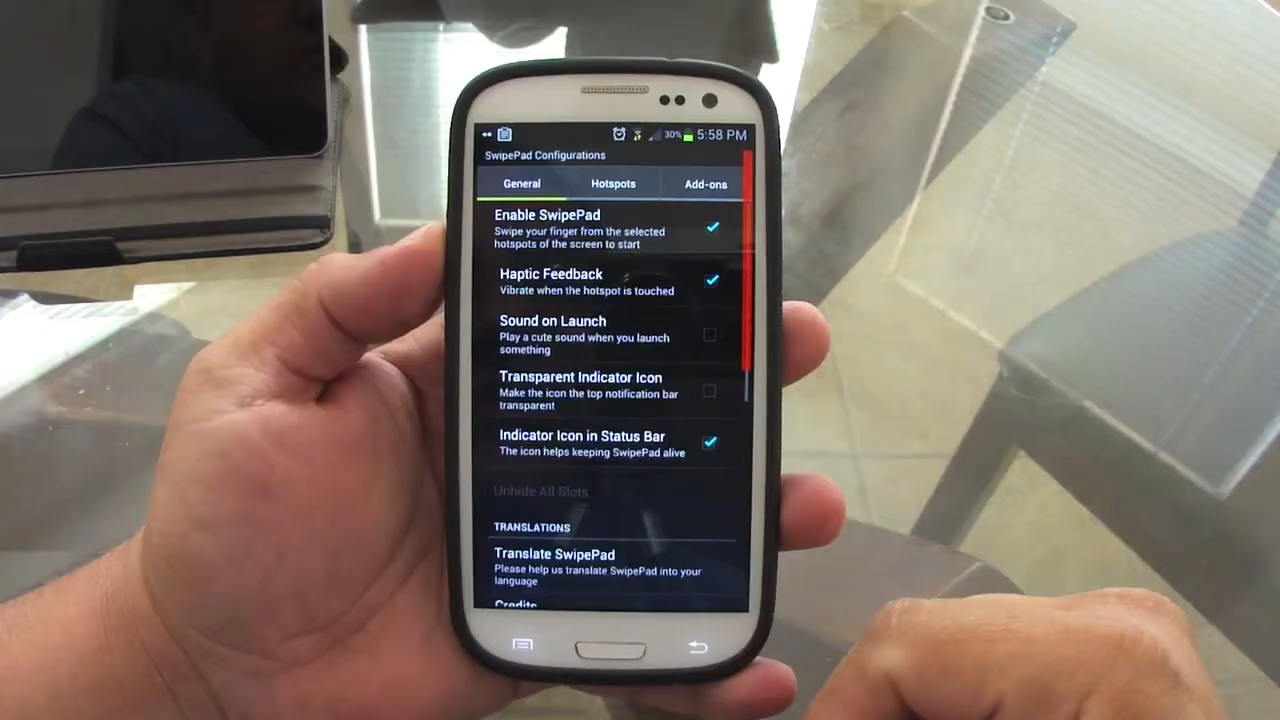 30% 5:58 PM
SwipePad Configurations
General Hotspots Add-ons
Enable SwipePad
Swipe your finger from the selected
hotspots of the screen to start
Haptic Feedback
Vibrate when the hotspot is touched
Sound on Launch
Play a cute sound when you launch
something
Transparent Indicator Icon
Make the icon the top notification bar
transparent
Indicator Icon in Status Bar
The icon helps keeping SwipePad alive
Unhide All Slots
TRANSLATIONS
Translate SwipePad
Please help us translate SwipePad into your
language
Credits